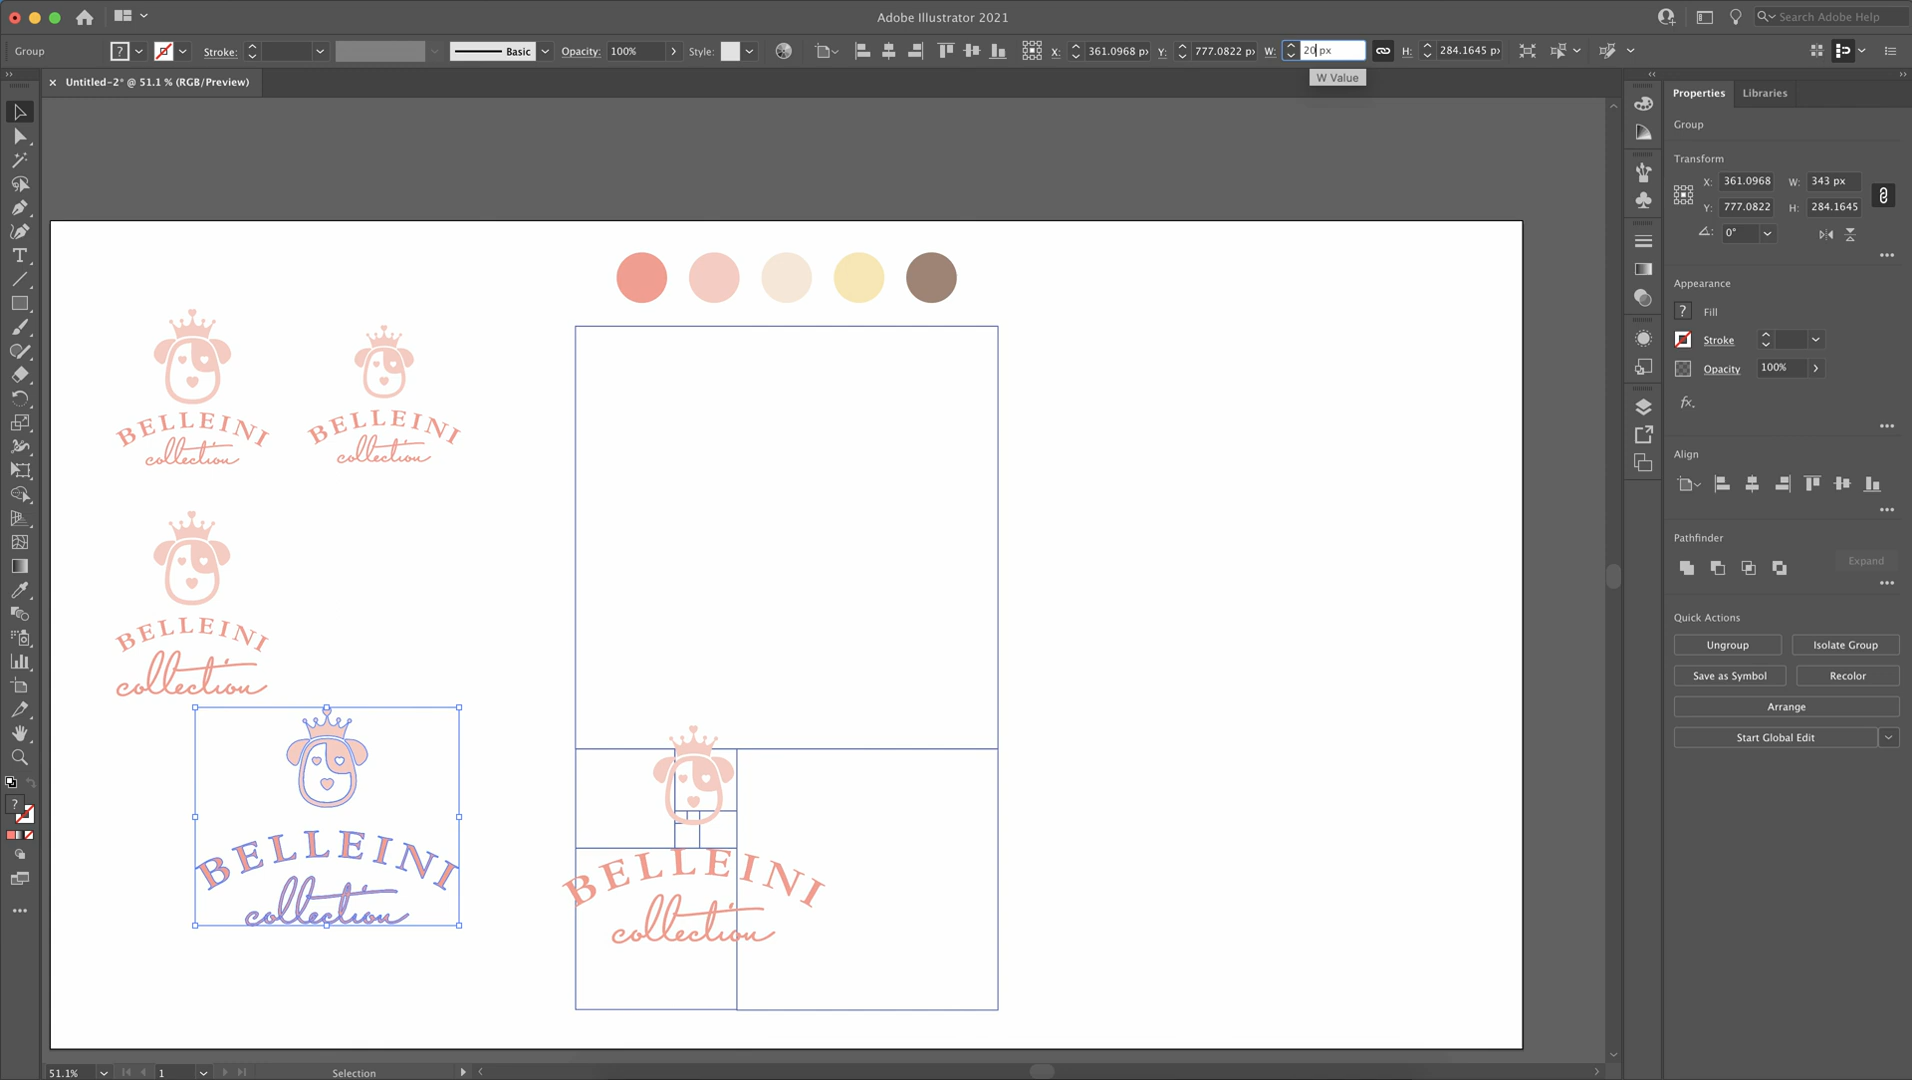 Adobe Illustrator 2021
Search Adobe Help
Group
?
Stroke:
Basic
Opacity:
100%
Style:
X:
361.0968 px
Y:
777.0822 px
W:
20 px
H:
284.1645 px
W Value
Untitled-2* @ 51.1 % (RGB/Preview)
Properties
Libraries
Group
Transform
X:
361.0968
W:
343 px
Y:
777.0822
H:
284.1645
0°
Appearance
?
Fill
Stroke
Opacity
100%
fx.
Align
Pathfinder
Expand
Quick Actions
Ungroup
Isolate Group
Save as Symbol
Recolor
Arrange
Start Global Edit
BELLEINI
collection
BELLEINI
collection
BELLEINI
collection
BELLEINI
collection
BELLEINI
collection
?
51.1%
1
Selection